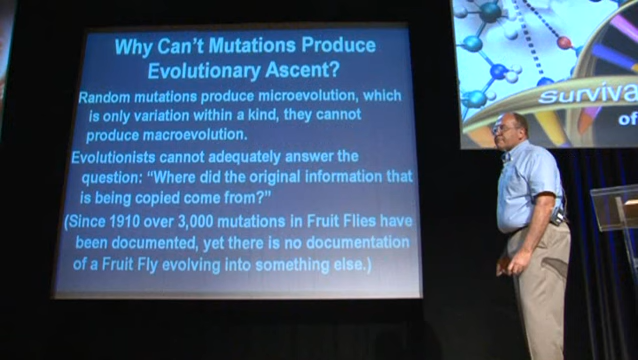 Why Can't Mutations Produce
Evolutionary Ascent?
Random mutations produce microevolution, which
is only variation within a kind, they cannot
produce macroevolution.
Evolutionists cannot adequately answer the
question: “Where did the original information that
is being copied come from?”
(Since 1910 over 3,000 mutations in Fruit Flies have
been documented, yet there is no documentation
of a Fruit Fly evolving into something else.)
of